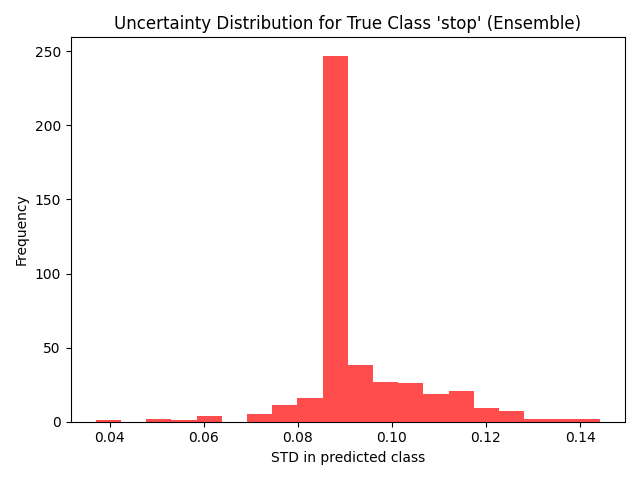 Uncertainty Distribution for True Class 'stop' (Ensemble)
250
200
150
100
50
0
Frequency
0.04 0.06 0.08 0.10 0.12 0.14
STD in predicted class